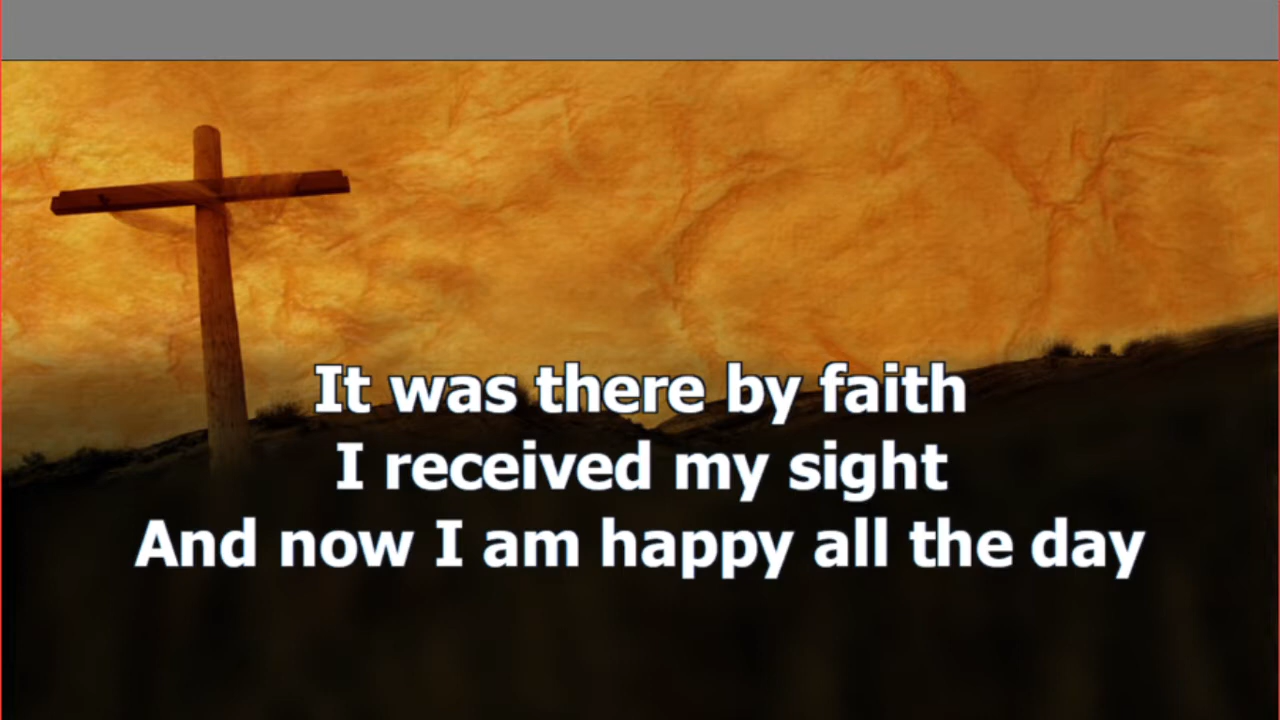 It was there by faith
I received my sight
And now I am happy all the day